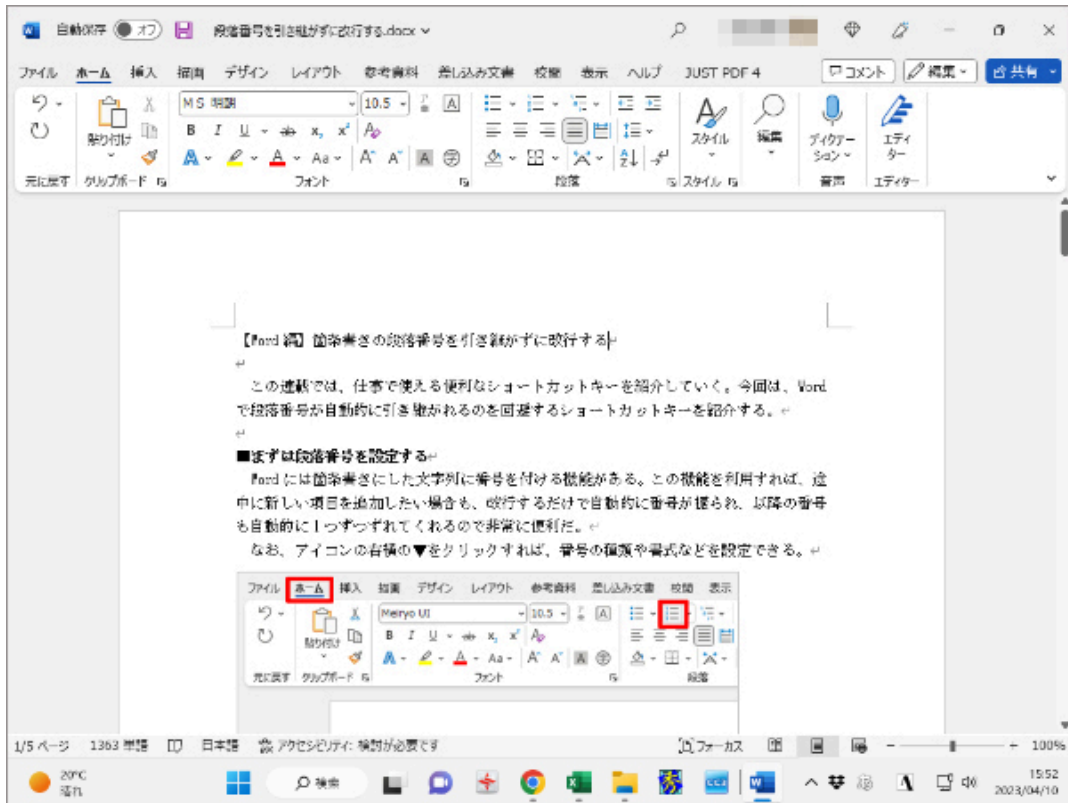 自動保存 オフ 段落番号を引き継がずに改行する.docx
ファイル ホーム 挿入 描画 デザイン レイアウト 参考資料 差し込み文書 校閲 表示 ヘルプ JUST PDF 4 コメント 編集 共有
MS 明朝 10.5
貼り付け スタイル 編集 ディクテーション エディター
元に戻す クリップボード フォント 段落 スタイル 音声 エディター
【Word 編】箇条書きの段落番号を引き継がずに改行する
この連載では、仕事で使える便利なショートカットキーを紹介していく。今回は、Word
で段落番号が自動的に引き継がれるのを回避するショートカットキーを紹介する。
■まずは段落番号を設定する
Word には箇条書きにした文字列に番号を付ける機能がある。この機能を利用すれば、途
中に新しい項目を追加したい場合も、改行するだけで自動的に番号が振られ、以降の番号
も自動的に1つずつずれてくれるので非常に便利だ。
なお、アイコンの右横の▼をクリックすれば、番号の種類や書式などを設定できる。
ファイル ホーム 挿入 描画 デザイン レイアウト 参考資料 差し込み文書 校閲 表示
Meiryo UI 10.5
貼り付け
元に戻す クリップボード フォント 段落
1/5 ページ 1363 単語 日本語 アクセシビリティ: 検討が必要です フォーカス 100%
20°C
晴れ
検索
15:52
2023/04/10